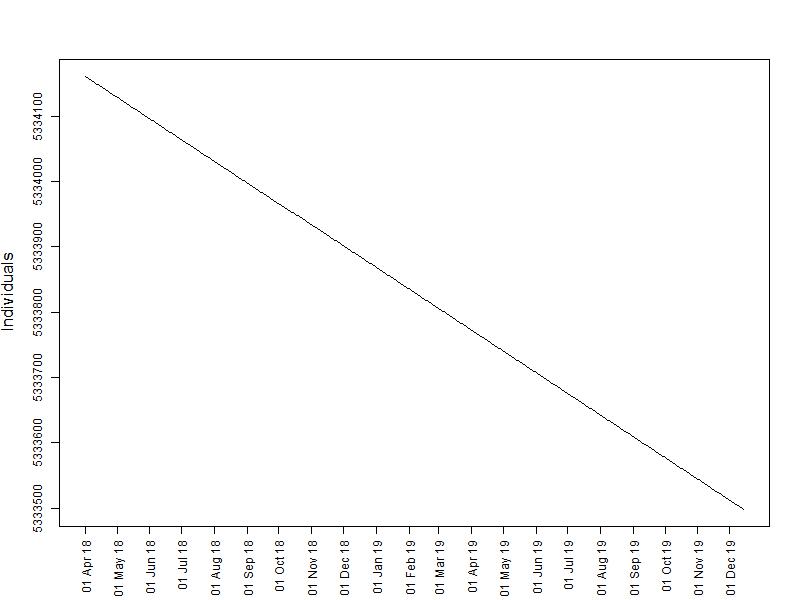 Individuals
5334100
5334000
5333900
5333800
5333700
5333600
5333500
01 Apr 18
01 May 18
01 Jun 18
01 Jul 18
01 Aug 18
01 Sep 18
01 Oct 18
01 Nov 18
01 Dec 18
01 Jan 19
01 Feb 19
01 Mar 19
01 Apr 19
01 May 19
01 Jun 19
01 Jul 19
01 Aug 19
01 Sep 19
01 Oct 19
01 Nov 19
01 Dec 19